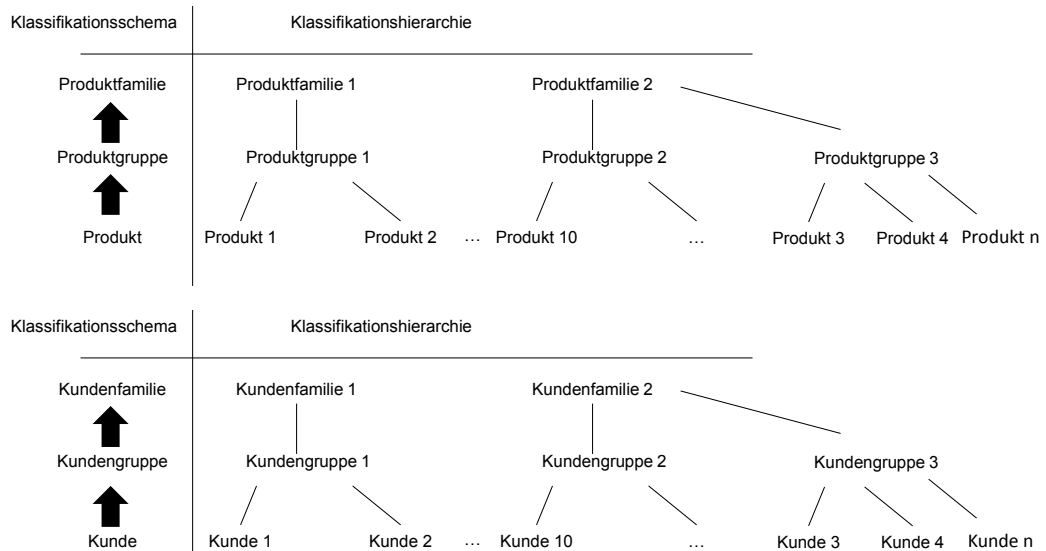 Klassifikationsschema Klassifikationshierarchie
Produktfamilie Produktfamilie 1 Produktfamilie 2
Produktgruppe Produktgruppe 1 Produktgruppe 2 Produktgruppe 3
Produkt Produkt 1 Produkt 2 … Produkt 10 … Produkt 3 Produkt 4 Produkt n
Klassifikationsschema Klassifikationshierarchie
Kundenfamilie Kundenfamilie 1 Kundenfamilie 2
Kundengruppe Kundengruppe 1 Kundengruppe 2 Kundengruppe 3
Kunde Kunde 1 Kunde 2 … Kunde 10 … Kunde 3 Kunde 4 Kunde n